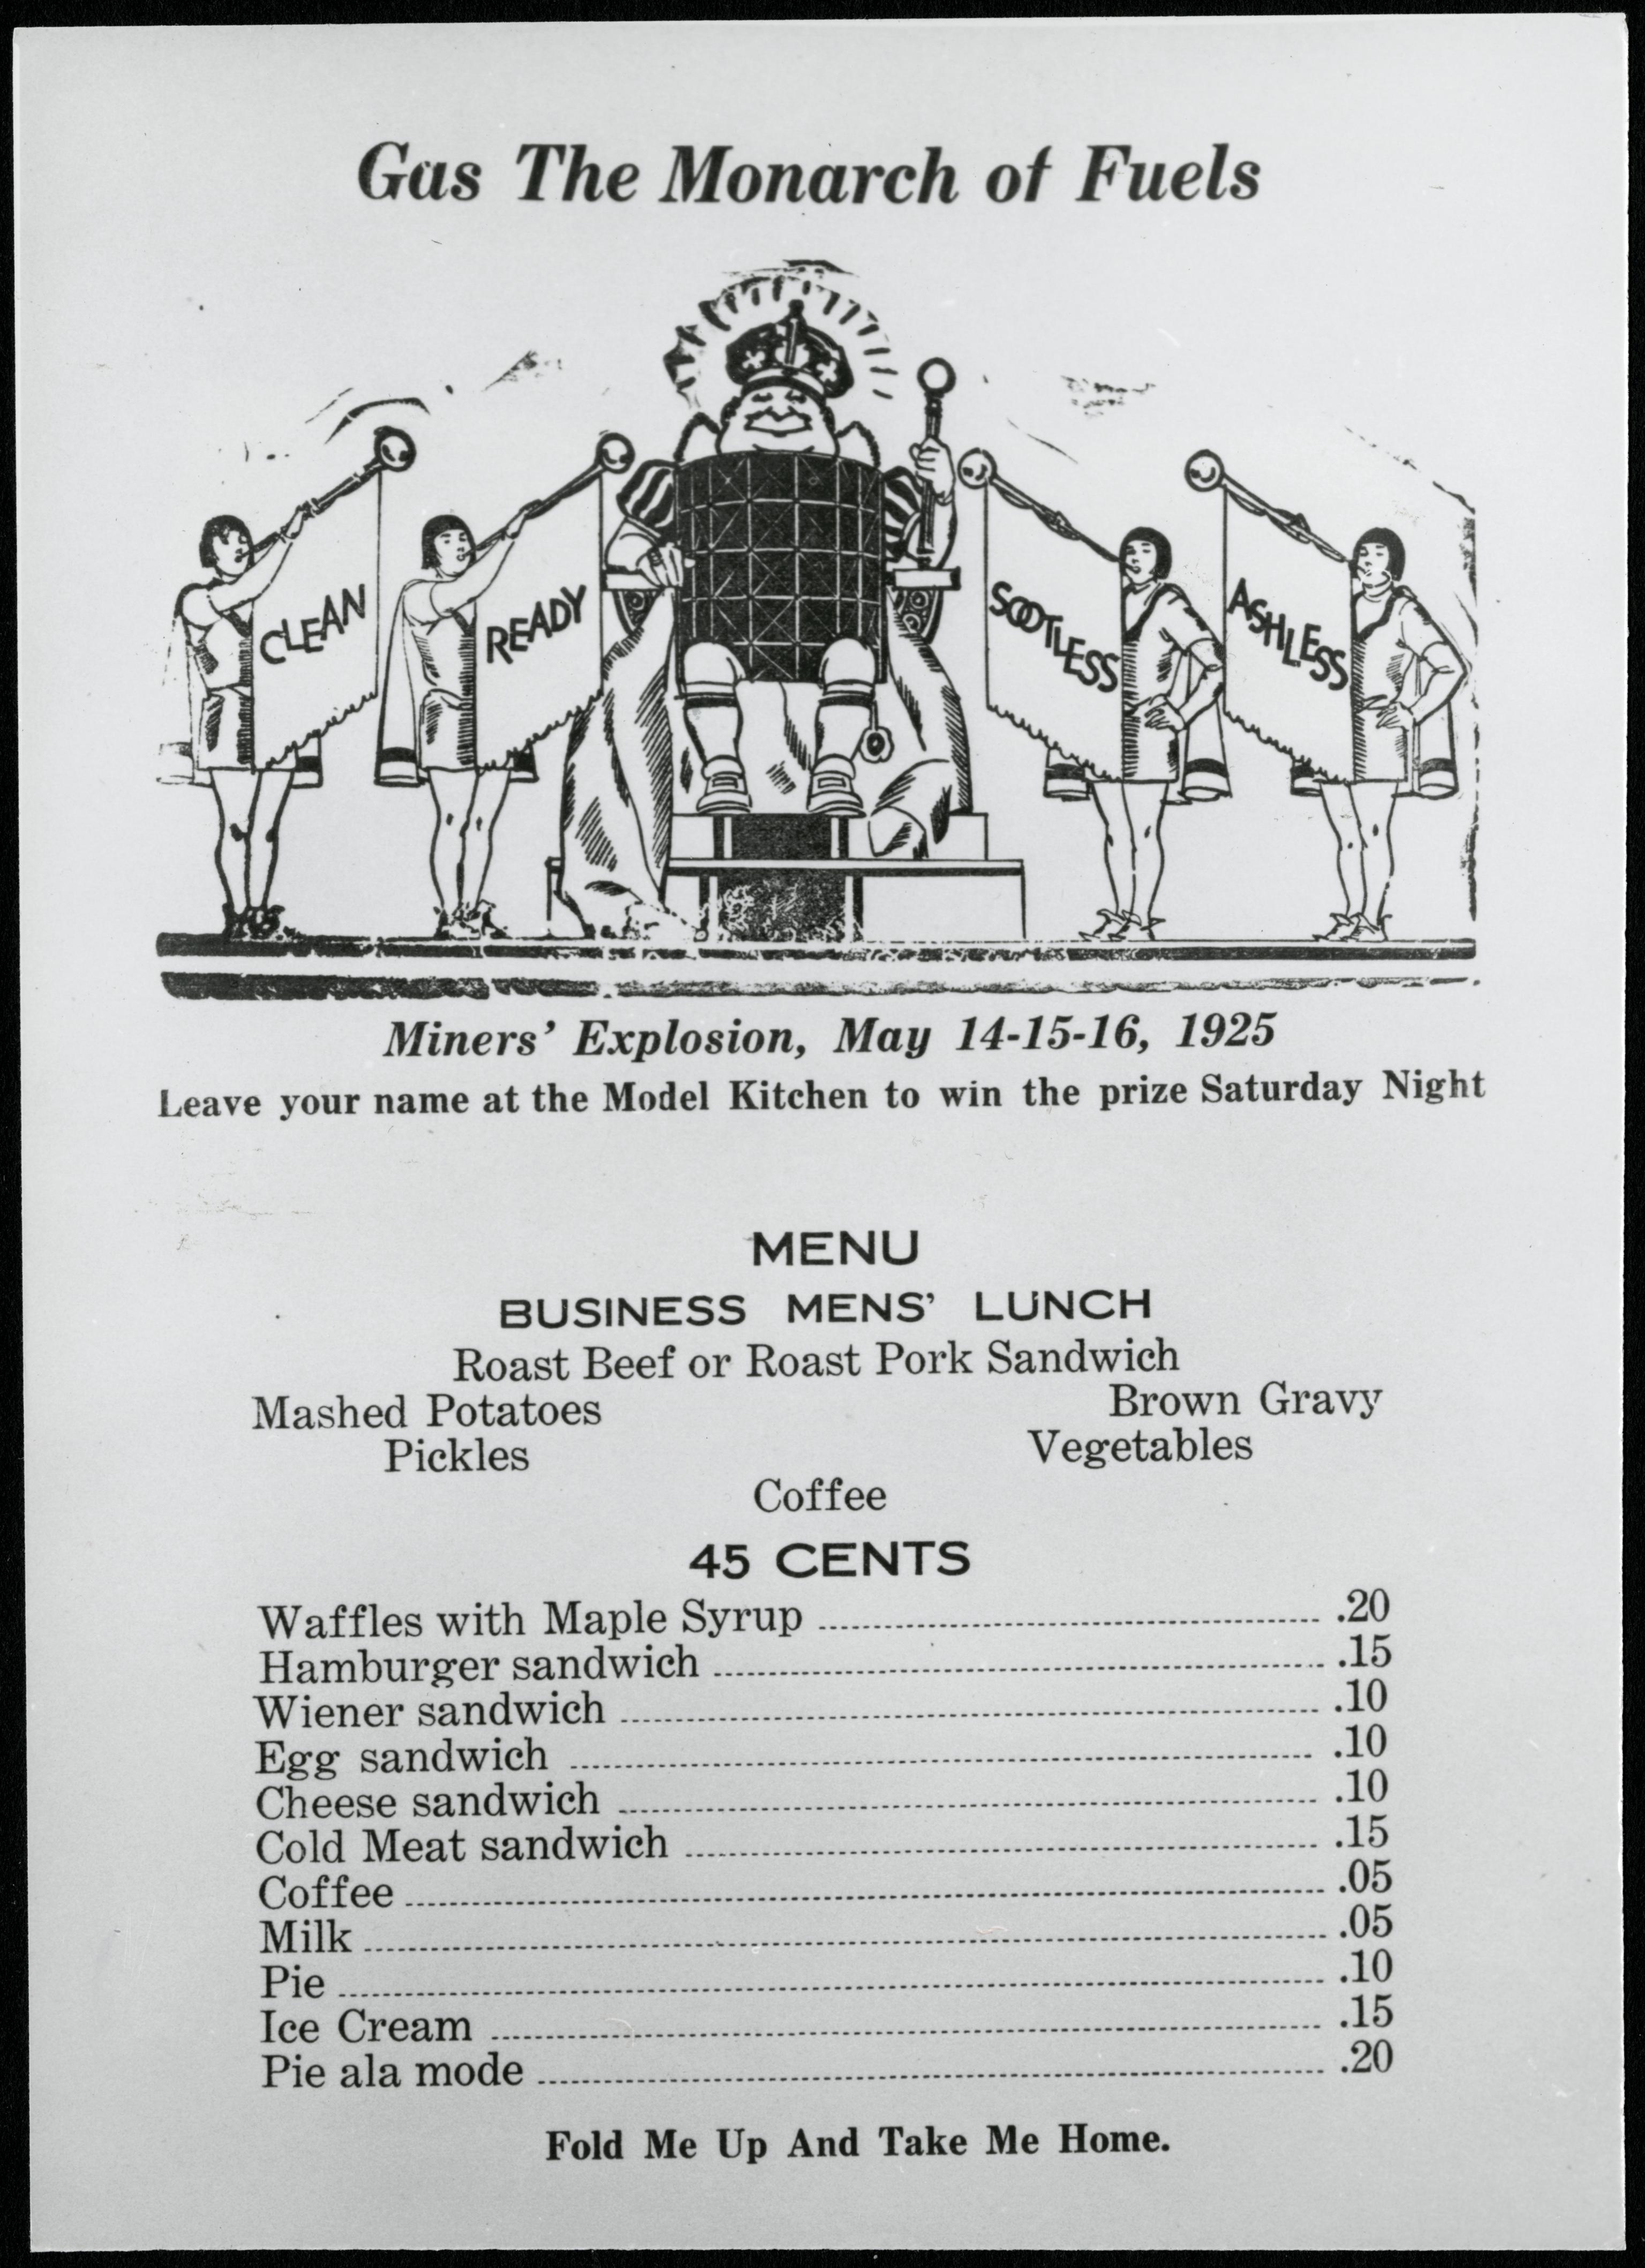 Gas The Monarch of Fuels
CLEAN
READY
SOOTLESS
ASHLESS
Miners' Explosion, May 14-15-16, 1925
Leave your name at the Model Kitchen to win the prize Saturday Night
MENU
BUSINESS MENS' LUNCH
Roast Beef or Roast Pork Sandwich
Mashed Potatoes Brown Gravy
Pickles Vegetables
Coffee
45 CENTS
Waffles with Maple Syrup .20
Hamburger sandwich .15
Wiener sandwich .10
Egg sandwich .10
Cheese sandwich .10
Cold Meat sandwich .15
Coffee .05
Milk .05
Pie .10
Ice Cream .15
Pie ala mode .20
Fold Me Up And Take Me Home.